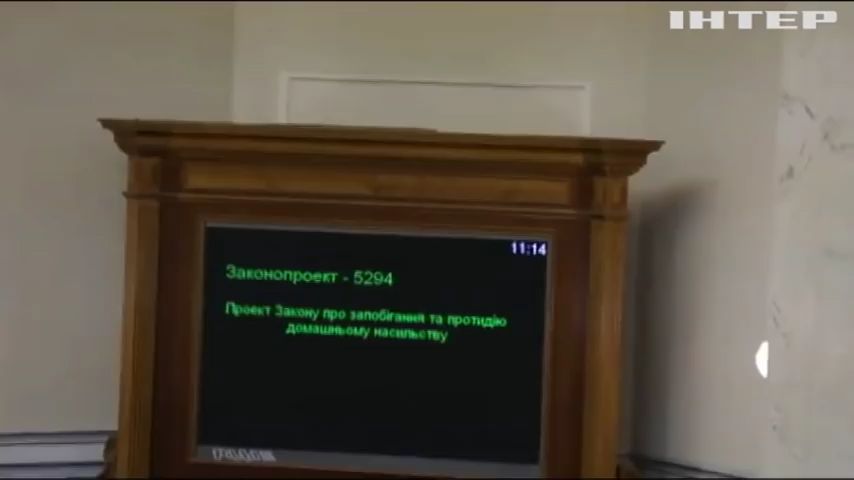 ІНТЕР
11:14
Законопроект - 5294
Проект Закону про запобігання та протидію
домашньому насильству